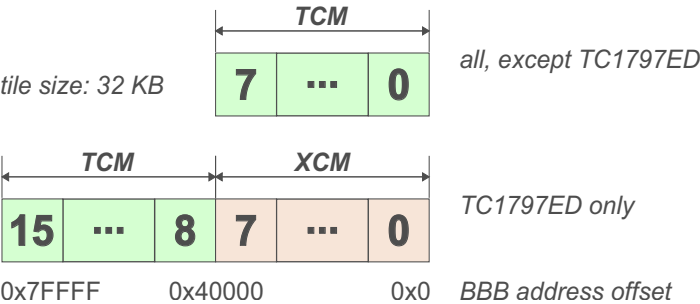 TCM
all, except TC1797ED
tile size: 32 KB
7 ... 0
TCM XCM
TC1797ED only
15 ... 8 7 ... 0
0x7FFFF 0x40000 0x0 BBB address offset